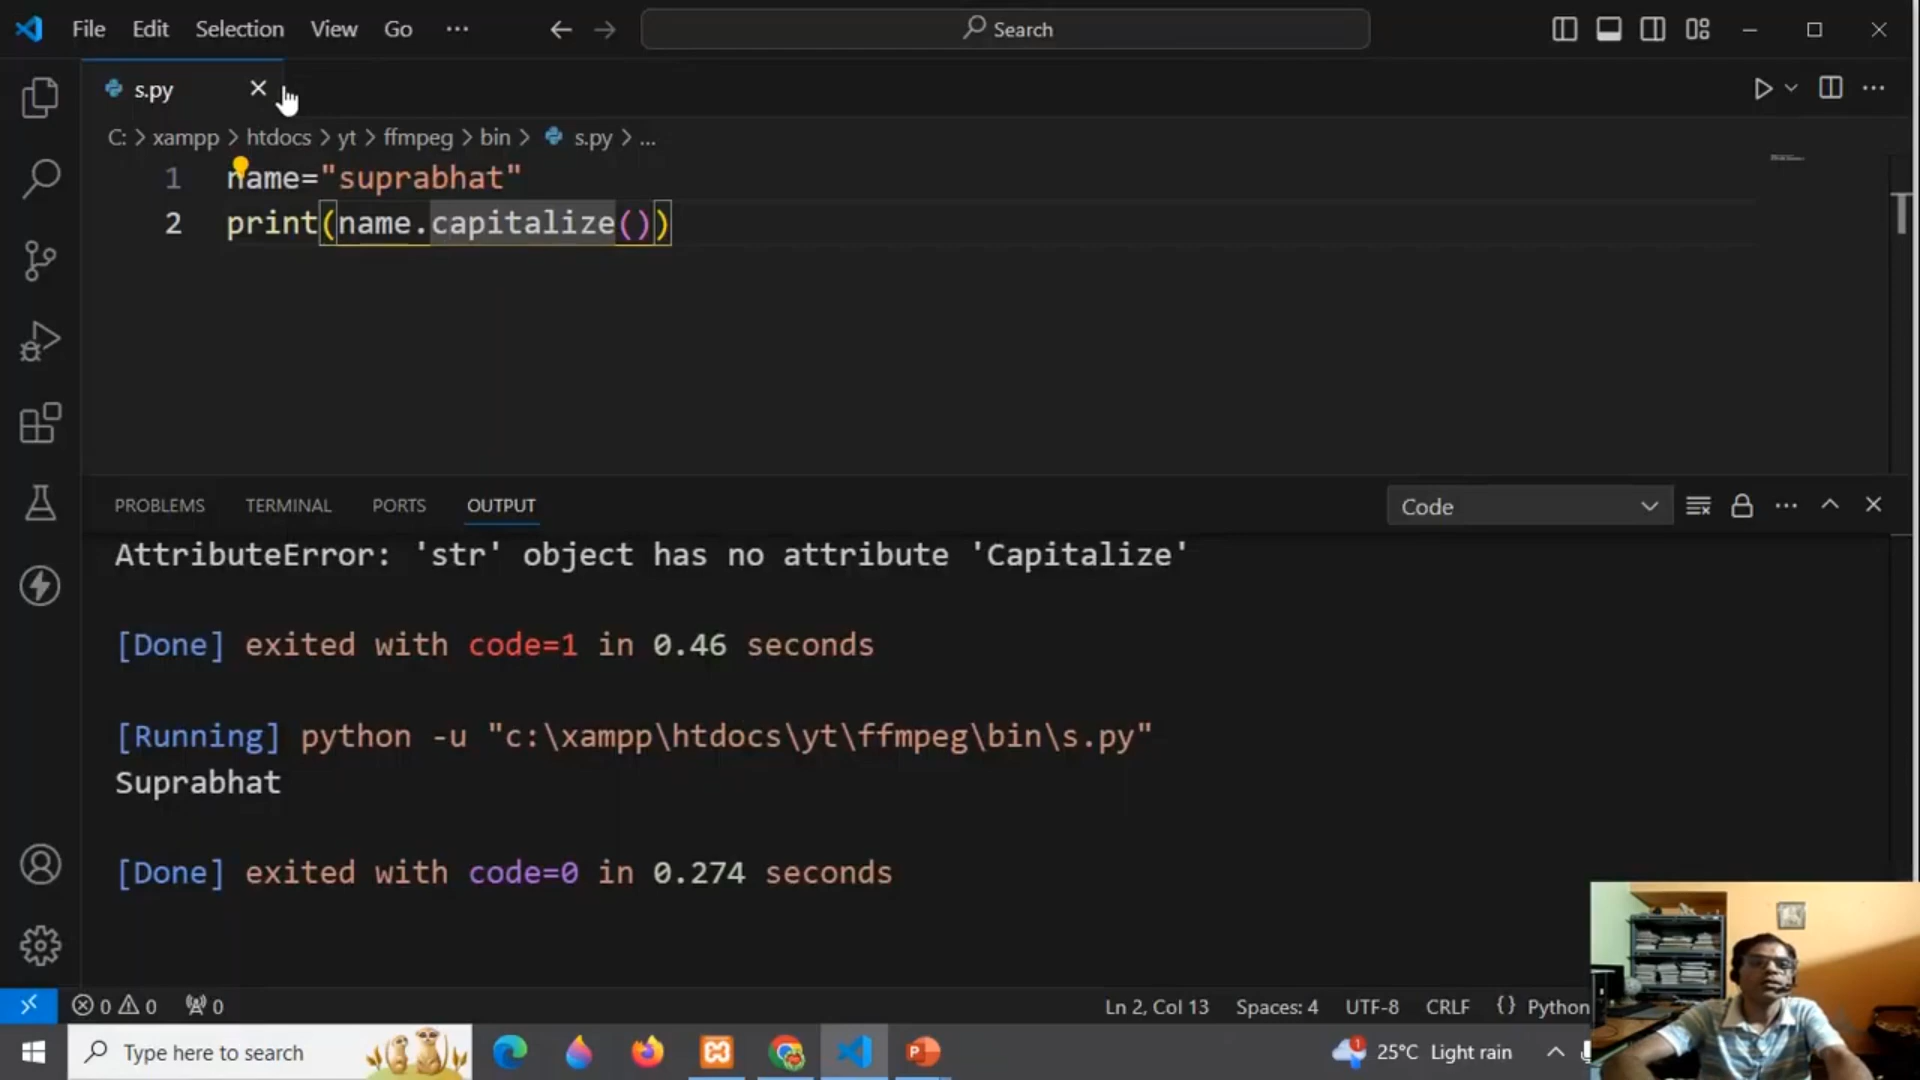 File Edit Selection View Go ··· Search
s.py
C: > xampp > htdocs > yt > ffmpeg > bin > s.py > ...
1 name="suprabhat"
2 print(name.capitalize())
PROBLEMS TERMINAL PORTS OUTPUT Code
AttributeError: 'str' object has no attribute 'Capitalize'
[Done] exited with code=1 in 0.46 seconds
[Running] python -u "c:\xampp\htdocs\yt\ffmpeg\bin\s.py"
Suprabhat
[Done] exited with code=0 in 0.274 seconds
0 0 0 Ln 2, Col 13 Spaces: 4 UTF-8 CRLF {} Python
Type here to search 1 25°C Light rain